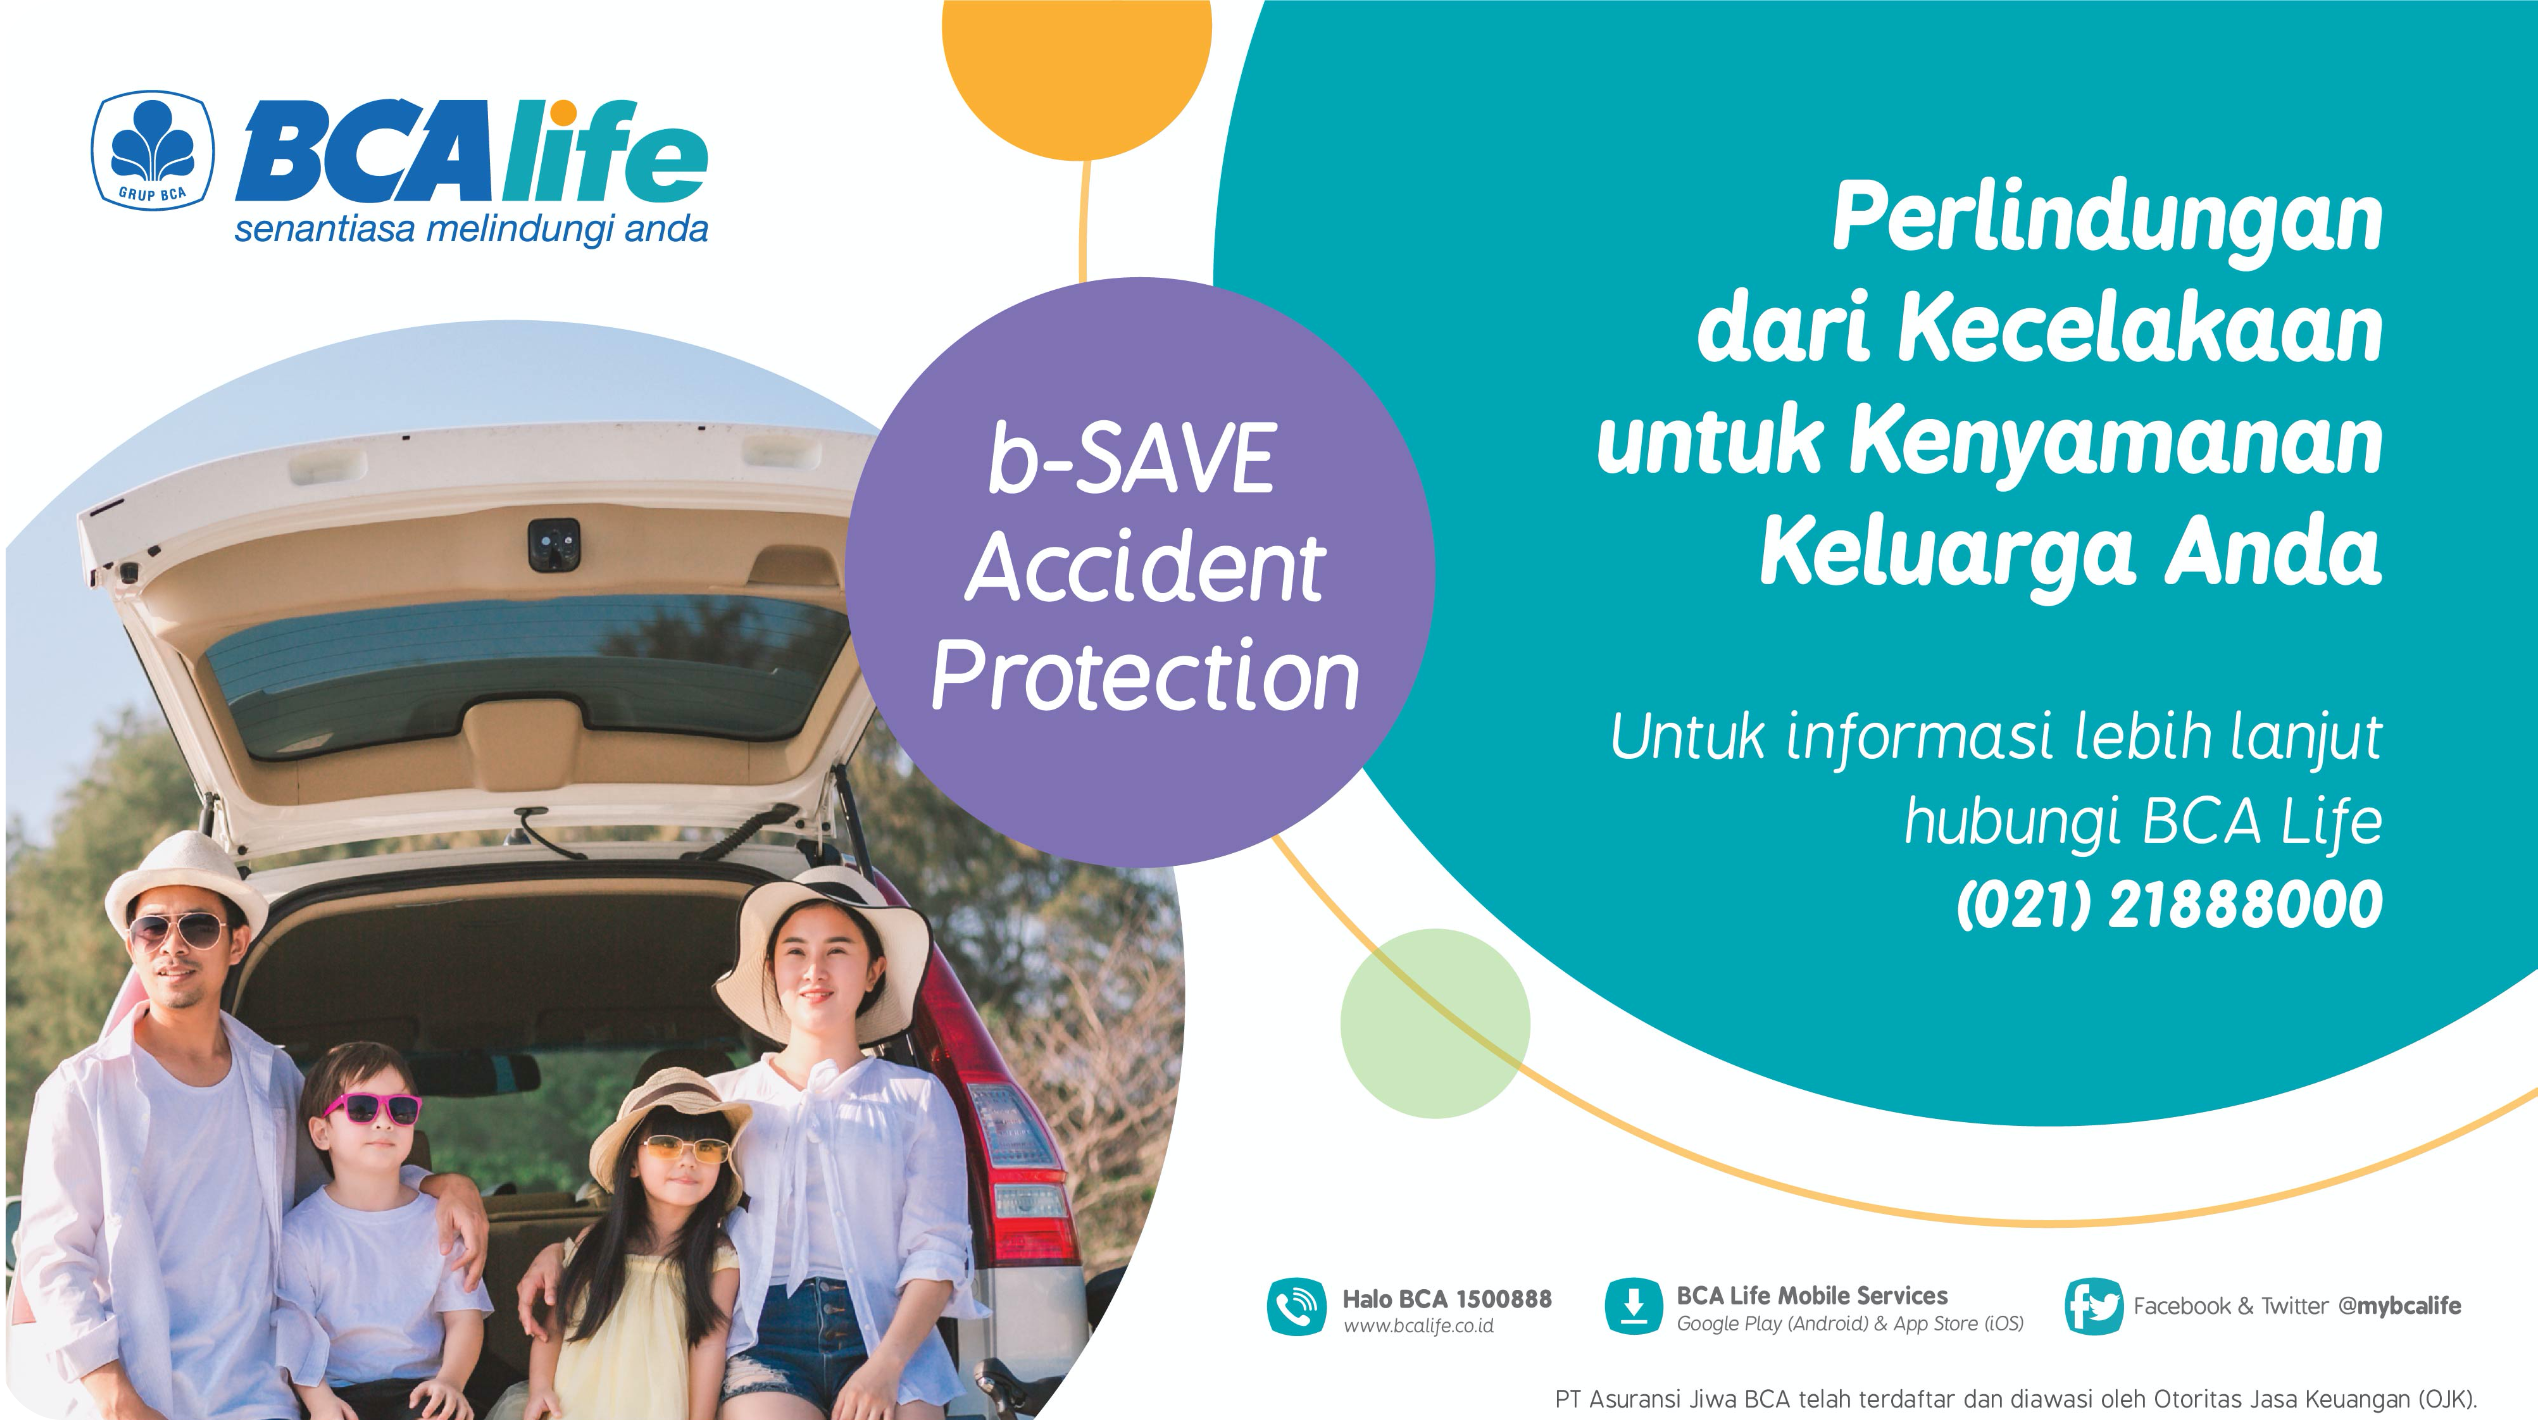 GRUP BCA
BCAlife
senantiasa melindungi anda
b-SAVE
Accident
Protection
Perlindungan
dari Kecelakaan
untuk Kenyamanan
Keluarga Anda
Untuk informasi lebih lanjut
hubungi BCA Life
(021) 21888000
Halo BCA 1500888
www.bcalife.co.id
BCA Life Mobile Services
Google Play (Android) & App Store (iOS)
Facebook & Twitter @mybcalife
PT Asuransi Jiwa BCA telah terdaftar dan diawasi oleh Otoritas Jasa Keuangan (OJK).